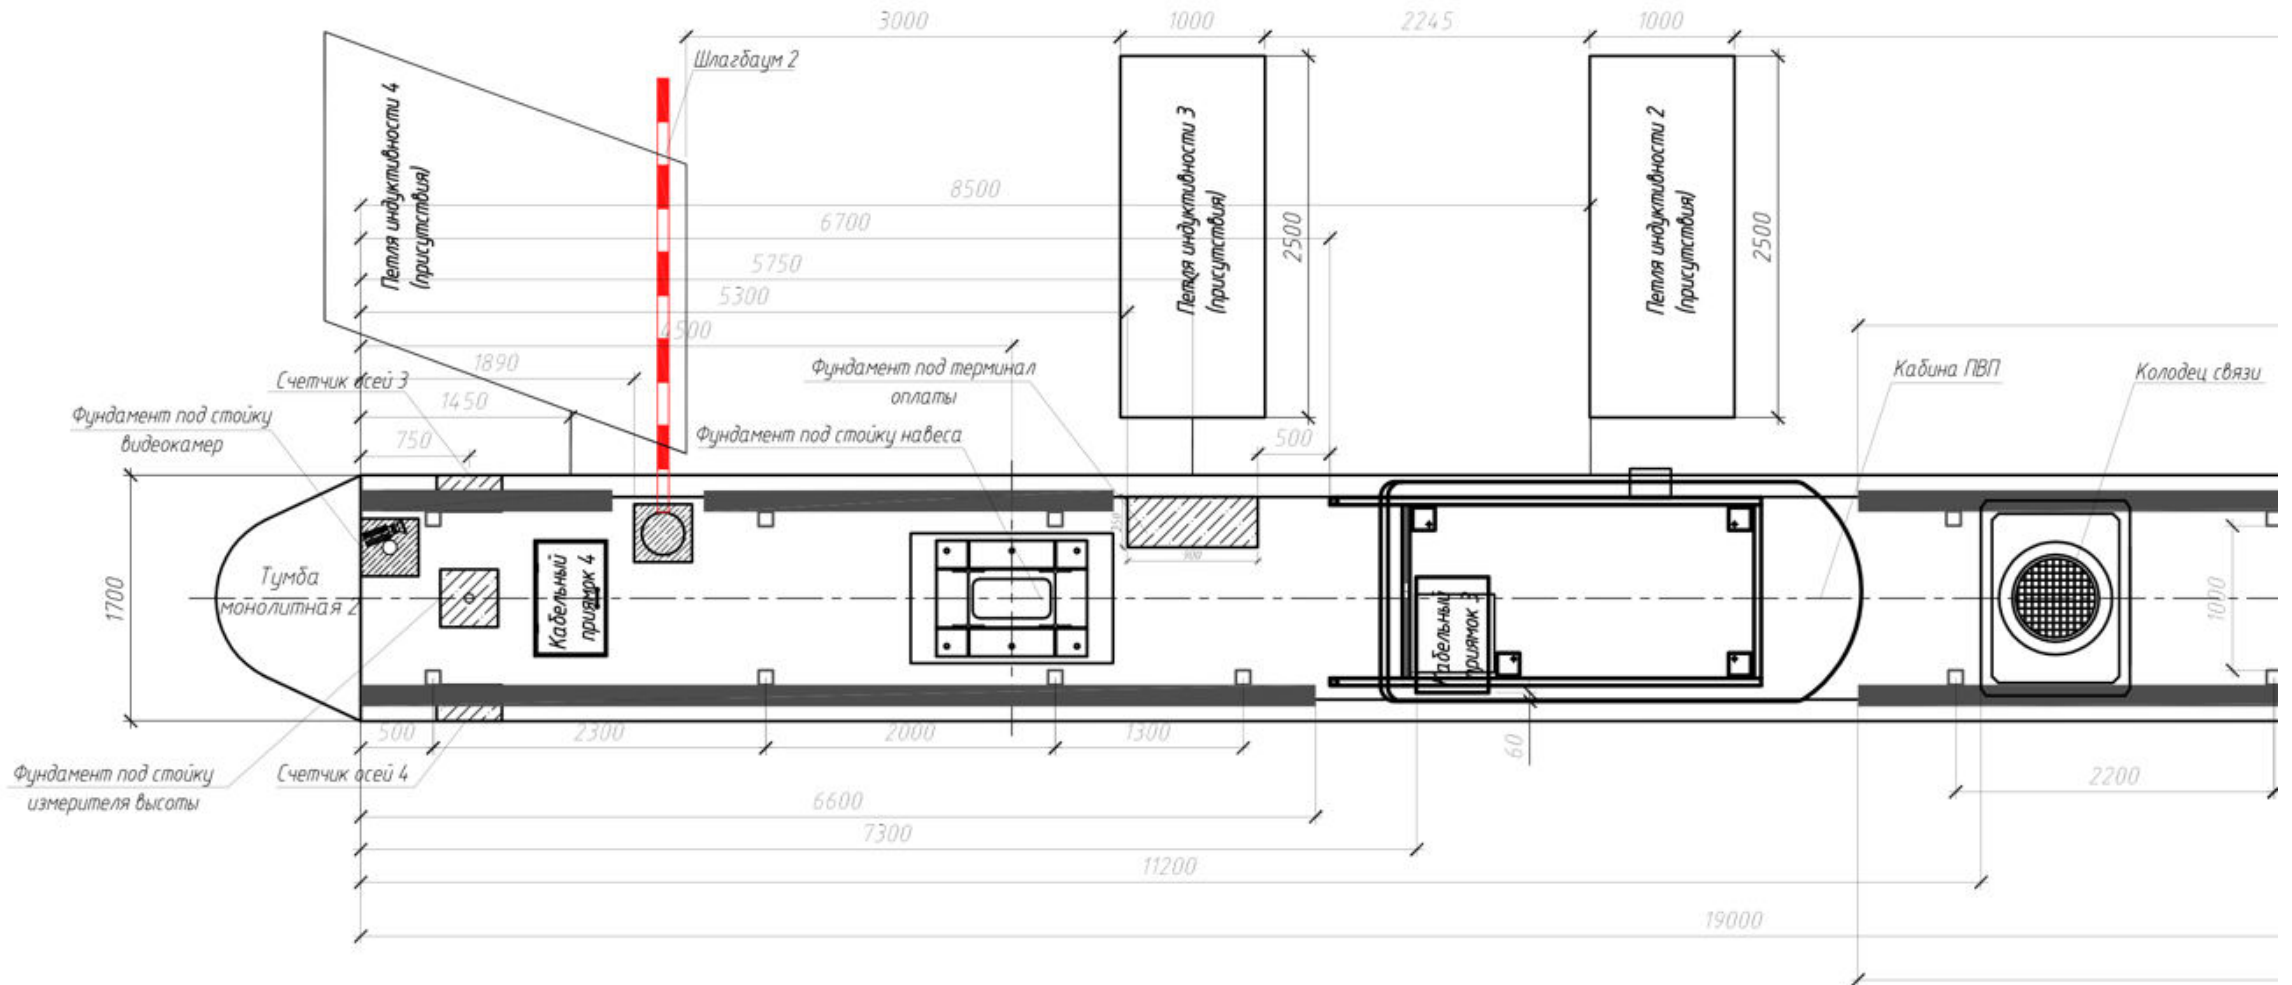 3000
1000
2245
1000
Шлагбаум 2
Петля индуктивности 4
(присутствия)
Петля индуктивности 3
(присутствия)
2500
Петля индуктивности 2
(присутствия)
2500
8500
6700
5750
5300
4500
1890
Счетчик осей 3
1450
750
Фундамент под стойку
видеокамер
Фундамент под терминал
оплаты
Фундамент под стойку навеса
500
Кабина ПВП
Колодец связи
350
900
1700
Тумба
монолитная 2
Кабельный
приямок 4
Кабельный
приямок 3
1000
500
2300
2000
1300
60
2200
Фундамент под стойку
измерителя высоты
Счетчик осей 4
6600
7300
11200
19000